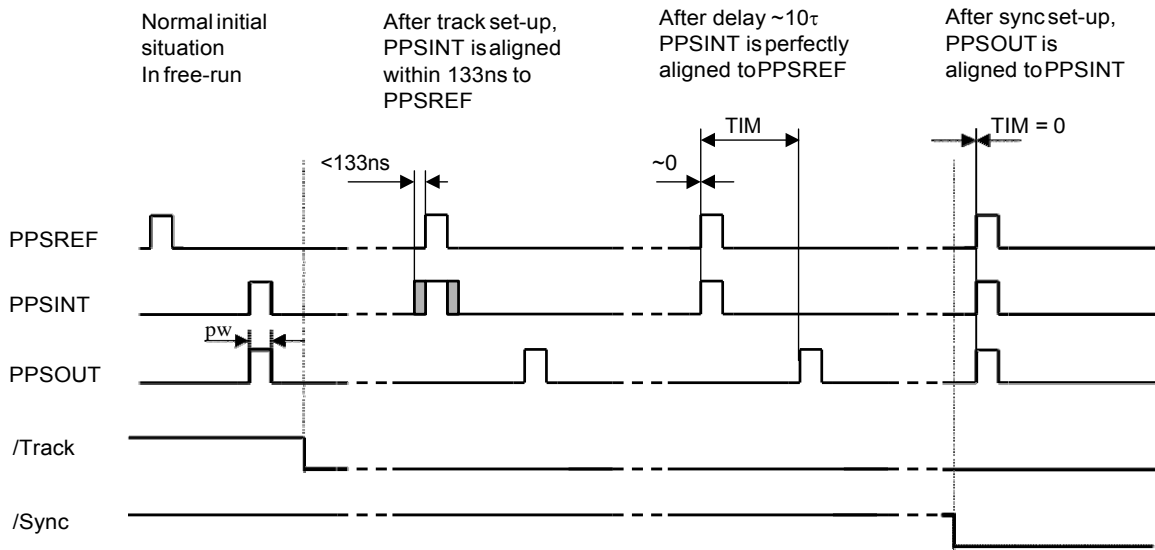 Normal initial
situation
In free-run
After track set-up,
PPSINT is aligned
within 133ns to
PPSREF
After delay ~10τ
PPSINT is perfectly
aligned to PPSREF
After sync set-up,
PPSOUT is
aligned to PPSINT
TIM
TIM = 0
<133ns
~0
PPSREF
PPSINT
pw
PPSOUT
/Track
/Sync